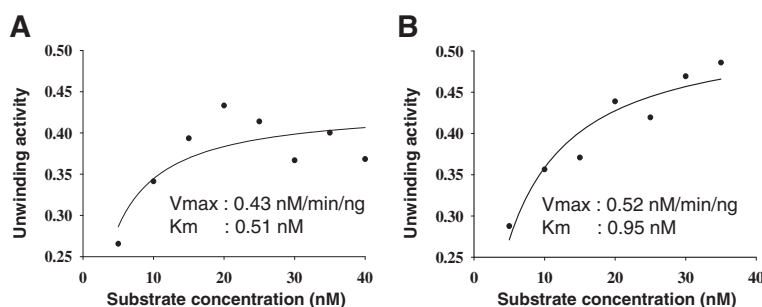 A
Unwinding activity
0.50
0.45
0.40
0.35
0.30
0.25
Vmax : 0.43 nM/min/ng
Km : 0.51 nM
0 10 20 30 40
Substrate concentration (nM)
B
Unwinding activity
0.50
0.45
0.40
0.35
0.30
0.25
Vmax : 0.52 nM/min/ng
Km : 0.95 nM
0 10 20 30 40
Substrate concentration (nM)